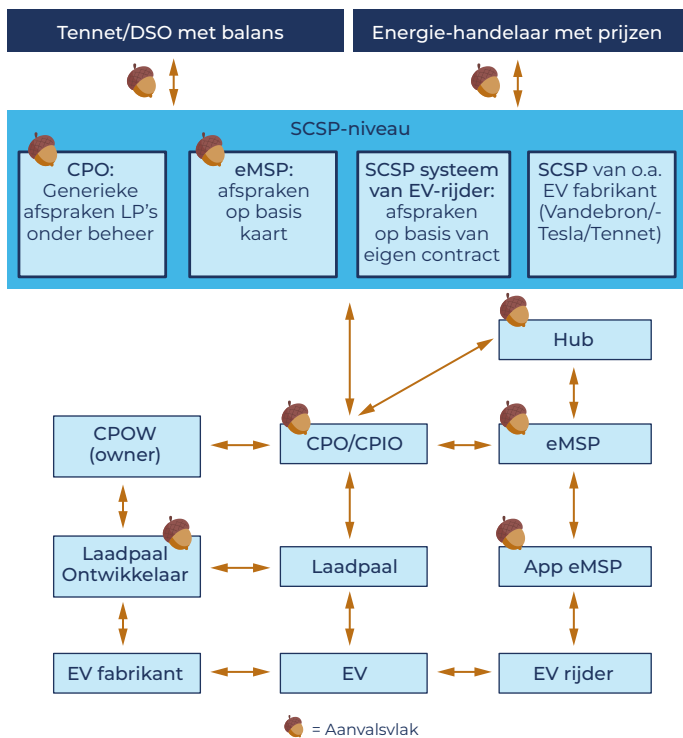 Tennet/DSO met balans
Energie-handelaar met prijzen
SCSP-niveau
CPO:
Generieke
afspraken LP's
onder beheer
eMSP:
afspraken
op basis
kaart
SCSP systeem
van EV-rijder:
afspraken
op basis van
eigen contract
SCSP van o.a.
EV fabrikant
(Vandebron/-
Tesla/Tennet)
Hub
CPOW
(owner)
CPO/CPIO
eMSP
Laadpaal
Ontwikkelaar
Laadpaal
App eMSP
EV fabrikant
EV
EV rijder
= Aanvalsvlak